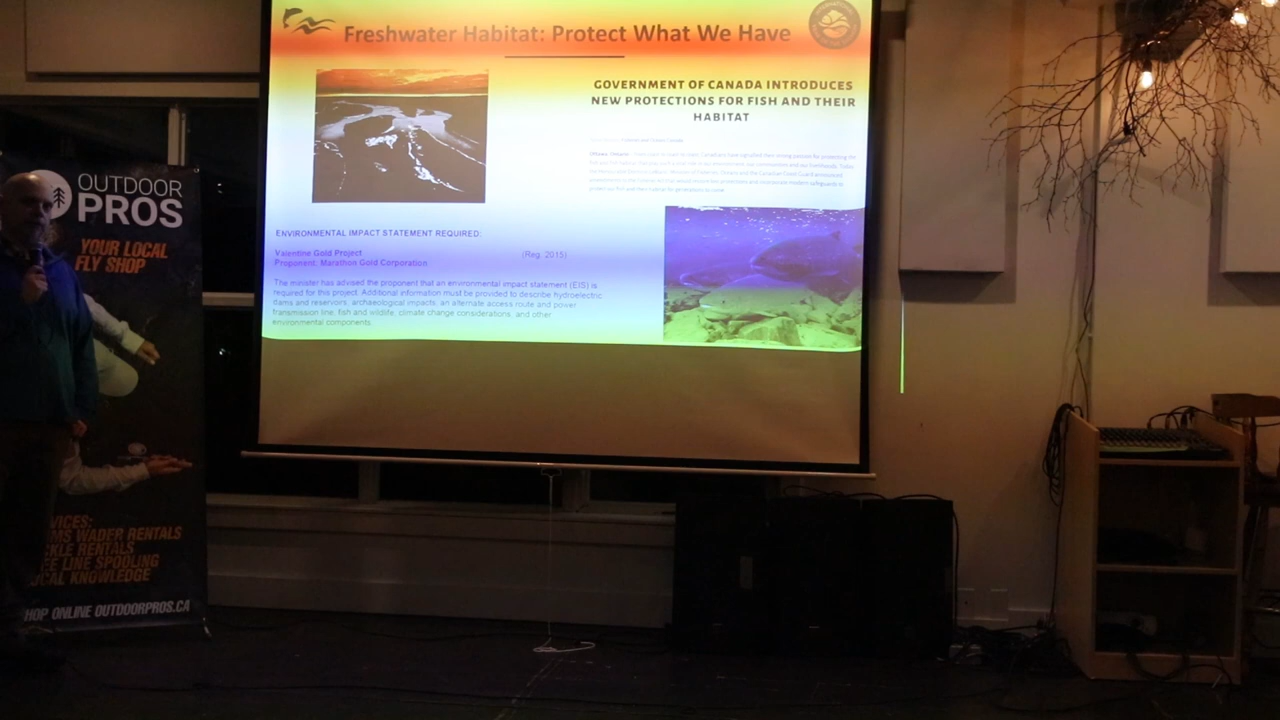 Freshwater Habitat: Protect What We Have
GOVERNMENT OF CANADA INTRODUCES
NEW PROTECTIONS FOR FISH AND THEIR
HABITAT
ENVIRONMENTAL IMPACT STATEMENT REQUIRED:
Valentine Gold Project (Reg. 2015)
Proponent: Marathon Gold Corporation
The minister has advised the proponent that an environmental impact statement (EIS) is
required for this project. Additional information must be provided to describe hydroelectric
dams and reservoirs, archaeological impacts, an alternate access route and power
transmission line, fish and wildlife, climate change considerations, and other
environmental components.
OUTDOOR
PROS
YOUR LOCAL
FLY SHOP
VICES:
MS WADER RENTALS
KLE RENTALS
EE LINE SPOOLING
CAL KNOWLEDGE
HOP ONLINE OUTDOORPROS.CA